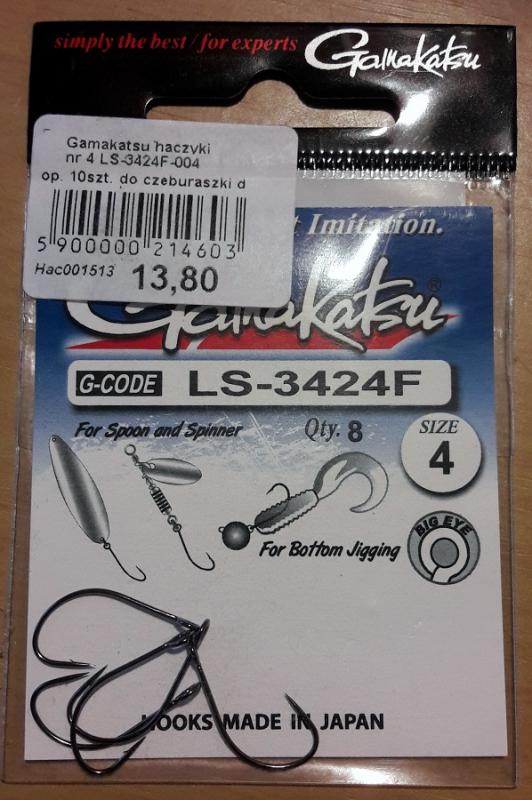 simply the best / for experts
Gamakatsu
Gamakatsu haczyki
nr 4 LS-3424F-004
op. 10szt. do czeburaszki d
5 900000 214603
Hac001513 13,80
Imitation.
Gamakatsu®
G-CODE LS-3424F
For Spoon and Spinner
Qty. 8
SIZE
4
For Bottom Jigging
BIG EYE
HOOKS MADE IN JAPAN